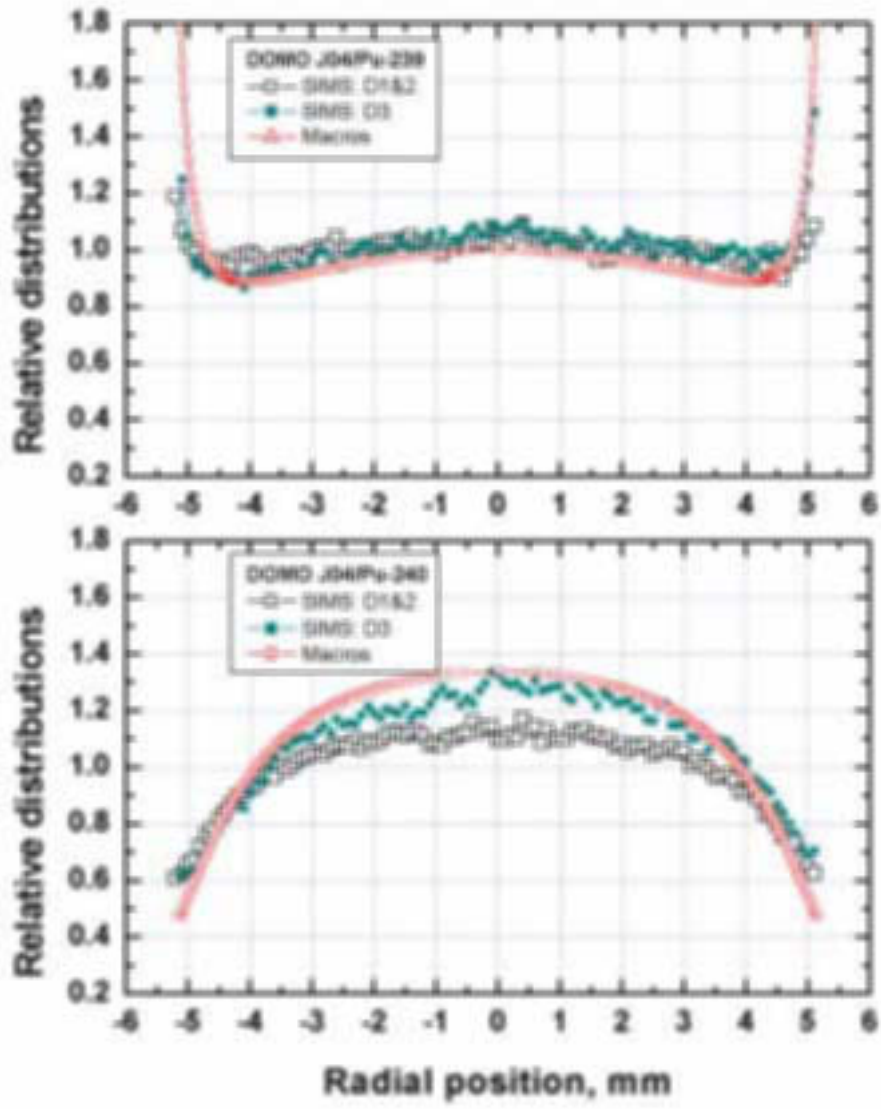 Relative distributions
1.8
1.6
1.4
1.2
1.0
0.8
0.6
0.4
0.2
DOMO J04/Pu-239
SIMS: D1&2
SIMS: D3
Macros
-6 -5 -4 -3 -2 -1 0 1 2 3 4 5 6
Relative distributions
1.8
1.6
1.4
1.2
1.0
0.8
0.6
0.4
0.2
DOMO J04/Pu-240
SIMS: D1&2
SIMS: D3
Macros
-6 -5 -4 -3 -2 -1 0 1 2 3 4 5 6
Radial position, mm